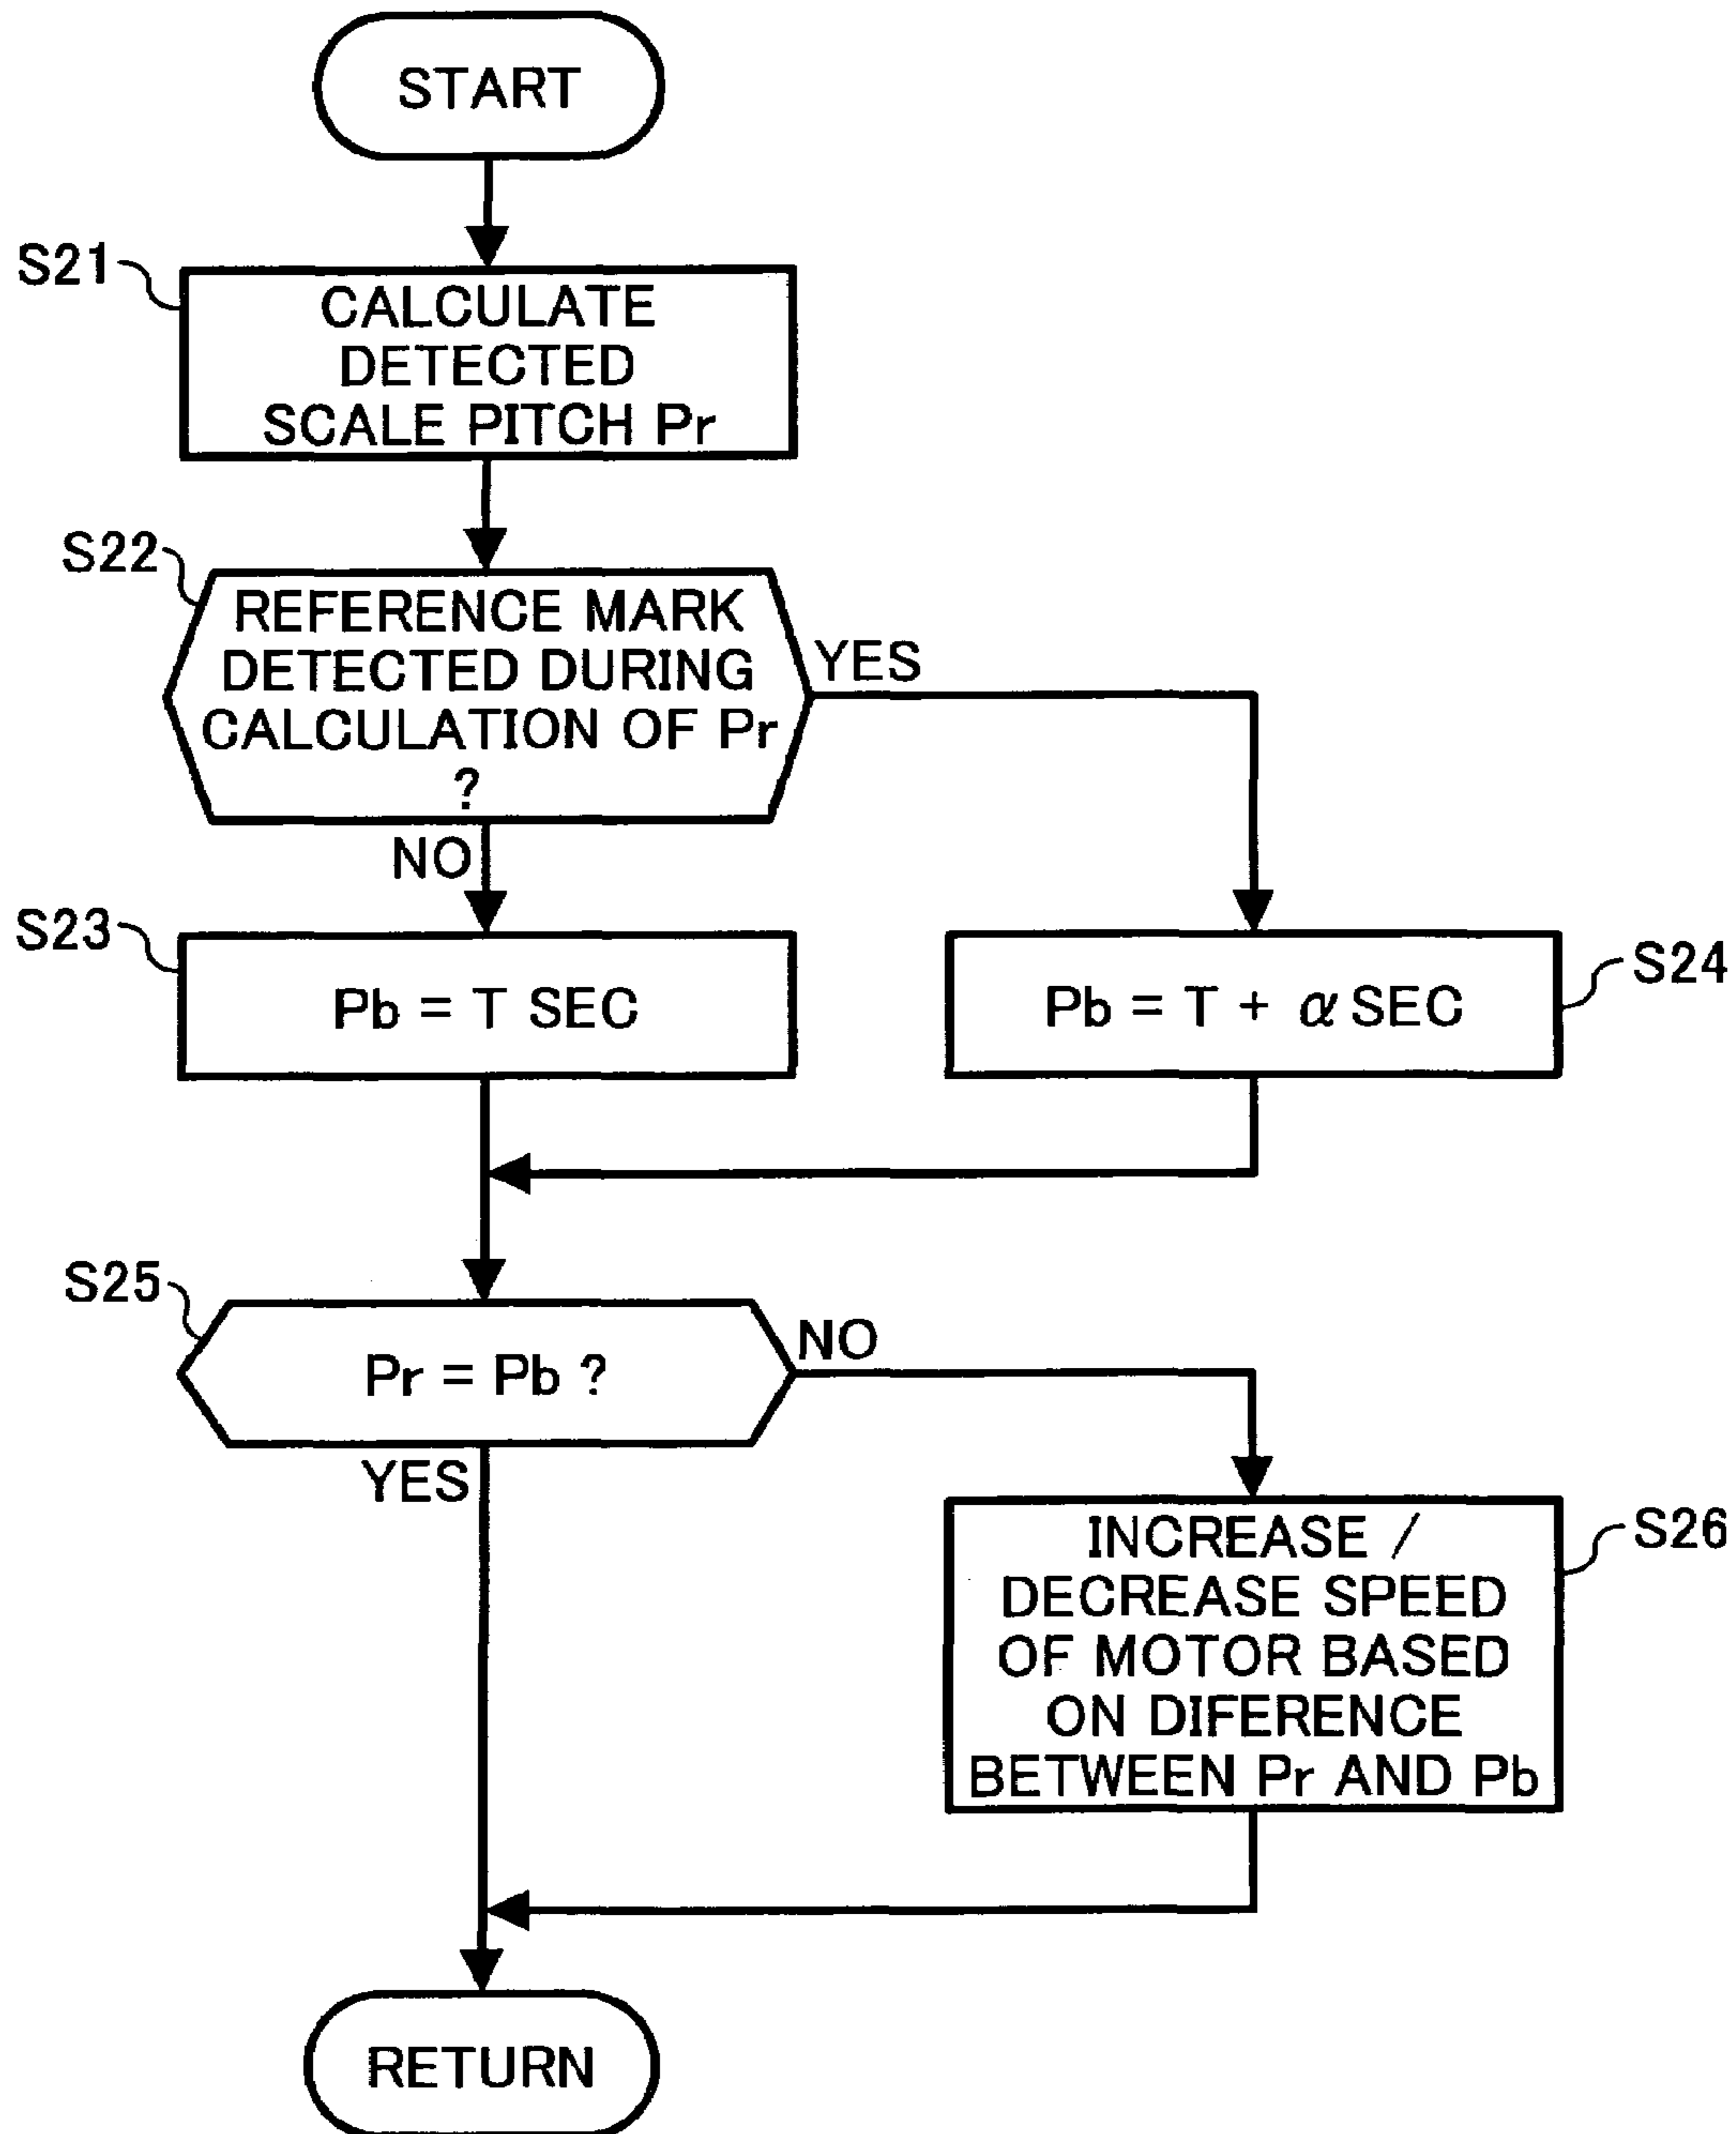 START
S21
CALCULATE
DETECTED
SCALE PITCH Pr
S22
REFERENCE MARK
DETECTED DURING
CALCULATION OF Pr
?
YES
NO
S23
Pb = T SEC
Pb = T + α SEC
S24
S25
Pr = Pb ?
NO
YES
INCREASE /
DECREASE SPEED
OF MOTOR BASED
ON DIFERENCE
BETWEEN Pr AND Pb
S26
RETURN